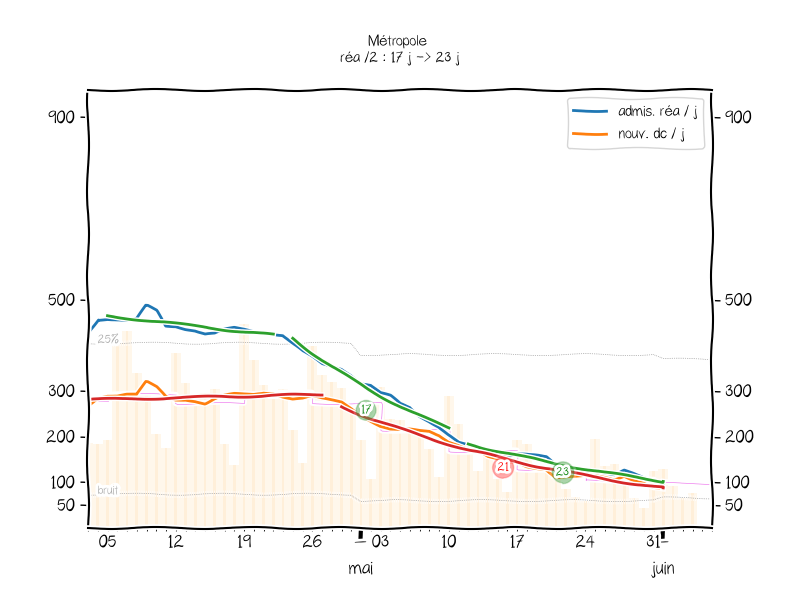 Métropole
réa /2 : 17 j -> 23 j
admis. réa / j
nouv. dc / j
900
900
500
500
25%
300
300
17
200
200
21
23
100
100
bruit
50
50
05 12 19 26 03 10 17 24 31
mai juin